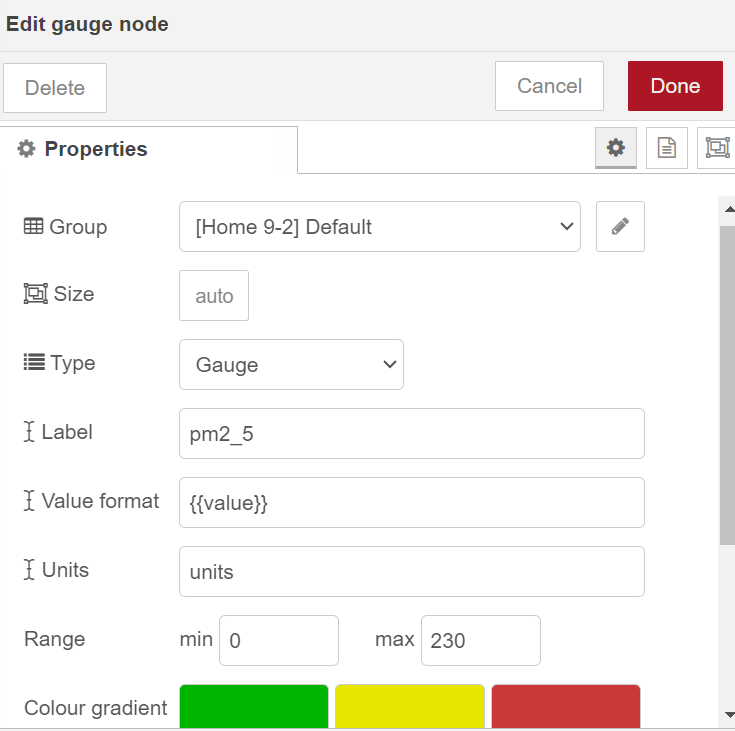 Edit gauge node
Delete Cancel Done
Properties
Group [Home 9-2] Default
Size auto
Type Gauge
Label pm2_5
Value format {{value}}
Units units
Range min 0 max 230
Colour gradient